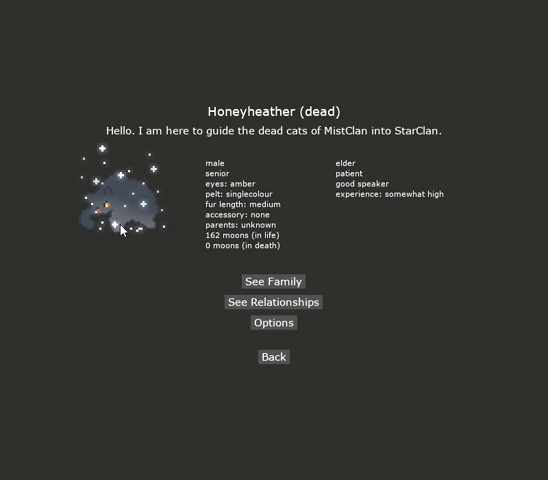 Honeyheather (dead)
Hello. I am here to guide the dead cats of MistClan into StarClan.
male
senior
eyes: amber
pelt: singlecolour
fur length: medium
accessory: none
parents: unknown
162 moons (in life)
0 moons (in death)
elder
patient
good speaker
experience: somewhat high
See Family
See Relationships
Options
Back